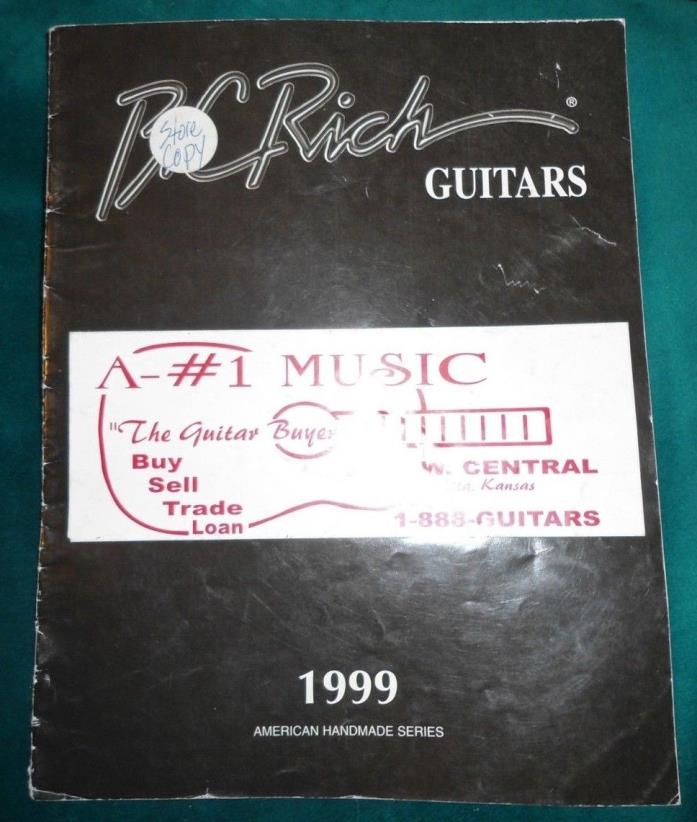 BC Rich ®
Store
COPY
GUITARS
A-#1 MUSIC
"The Guitar Buyer
Buy
Sell
Trade
Loan
W. CENTRAL
Kansas
1-888-GUITARS
1999
AMERICAN HANDMADE SERIES